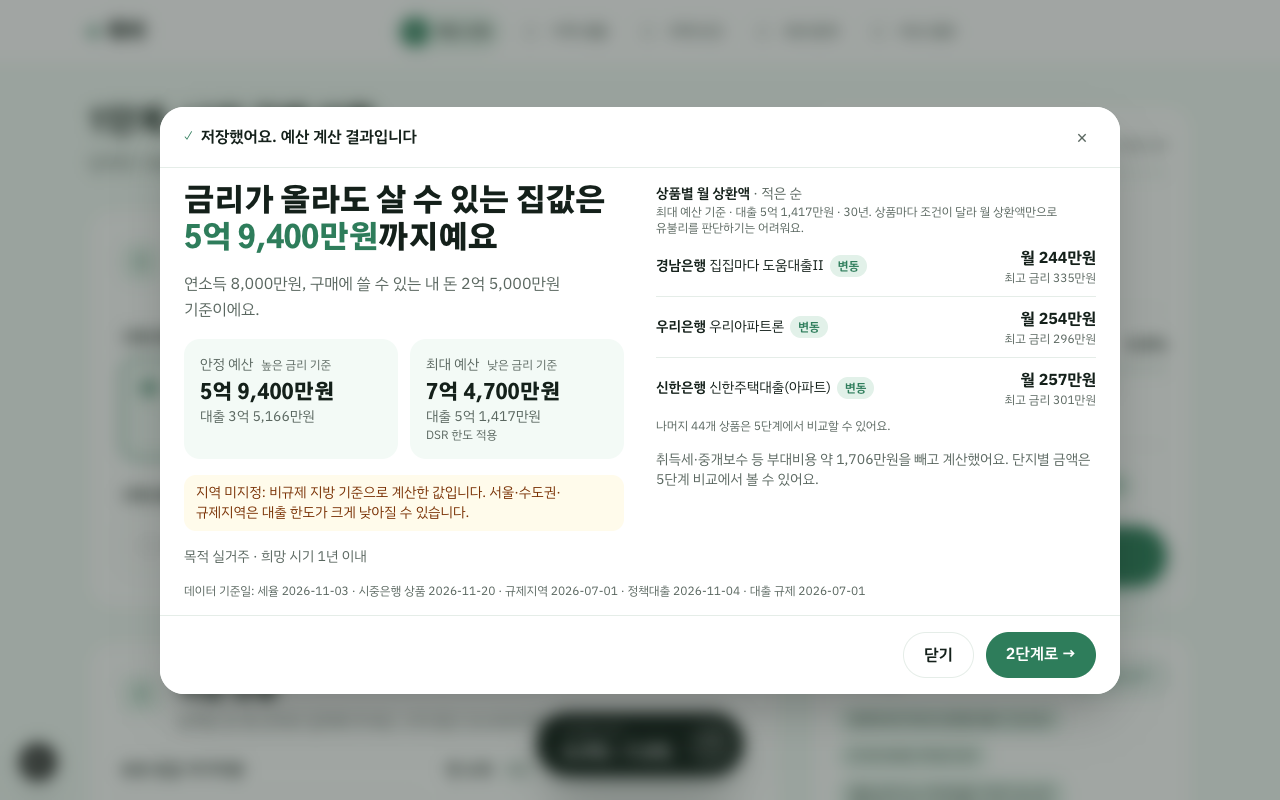 ✓ 저장했어요. 예산 계산 결과입니다
×
금리가 올라도 살 수 있는 집값은
5억 9,400만원까지예요
연소득 8,000만원, 구매에 쓸 수 있는 내 돈 2억 5,000만원
기준이에요.
안정 예산 높은 금리 기준
5억 9,400만원
대출 3억 5,166만원
최대 예산 낮은 금리 기준
7억 4,700만원
대출 5억 1,417만원
DSR 한도 적용
지역 미지정: 비규제 지방 기준으로 계산한 값입니다. 서울·수도권·
규제지역은 대출 한도가 크게 낮아질 수 있습니다.
목적 실거주 · 희망 시기 1년 이내
상품별 월 상환액 · 적은 순
최대 예산 기준 · 대출 5억 1,417만원 · 30년. 상품마다 조건이 달라 월 상환액만으로
유불리를 판단하기는 어려워요.
경남은행 집집마다 도움대출II 변동
월 244만원
최고 금리 335만원
우리은행 우리아파트론 변동
월 254만원
최고 금리 296만원
신한은행 신한주택대출(아파트) 변동
월 257만원
최고 금리 301만원
나머지 44개 상품은 5단계에서 비교할 수 있어요.
취득세·중개보수 등 부대비용 약 1,706만원을 빼고 계산했어요. 단지별 금액은
5단계 비교에서 볼 수 있어요.
데이터 기준일: 세율 2026-11-03 · 시중은행 상품 2026-11-20 · 규제지역 2026-07-01 · 정책대출 2026-11-04 · 대출 규제 2026-07-01
닫기
2단계로 →